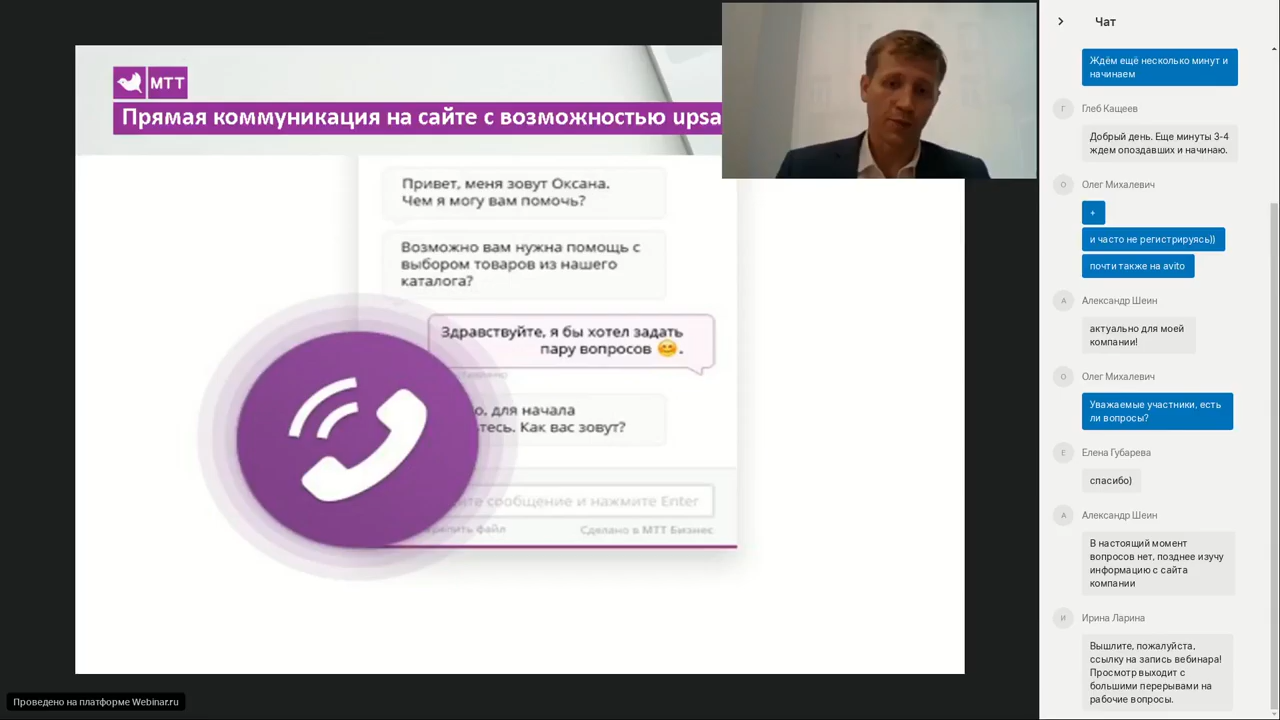 МТТ
Прямая коммуникация на сайте с возможностью upsa
Привет, меня зовут Оксана.
Чем я могу вам помочь?
Возможно вам нужна помощь с
выбором товаров из нашего
каталога?
Здравствуйте, я бы хотел задать
пару вопросов 😊.
для начала
Как вас зовут?
сообщение и нажмите Enter
файл
Сделано в МТТ Бизнес
Проведено на платформе Webinar.ru
Чат
Ждём ещё несколько минут и
начинаем
Г
Глеб Кащеев
Добрый день. Еще минуты 3-4
ждем опоздавших и начинаю.
О
Олег Михалевич
+
и часто не регистрируясь))
почти также на avito
А
Александр Шеин
актуально для моей
компании!
О
Олег Михалевич
Уважаемые участники, есть
ли вопросы?
Е
Елена Губарева
спасибо)
А
Александр Шеин
В настоящий момент
вопросов нет, позднее изучу
информацию с сайта
компании
И
Ирина Ларина
Вышлите, пожалуйста,
ссылку на запись вебинара!
Просмотр выходит с
большими перерывами на
рабочие вопросы.